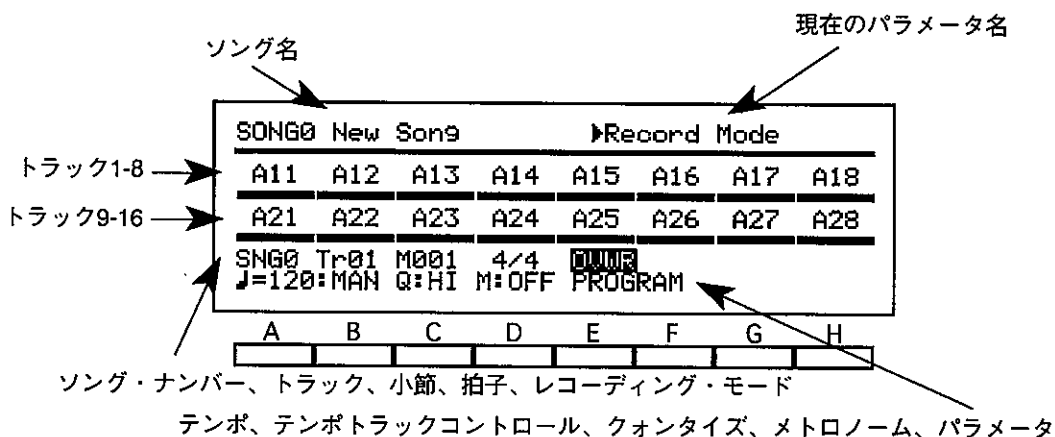 現在のパラメータ名
ソング名
SONG0 New Song ▶Record Mode
トラック1-8
A11 A12 A13 A14 A15 A16 A17 A18
トラック9-16
A21 A22 A23 A24 A25 A26 A27 A28
SNG0 Tr01 M001 4/4 OVWR
♩=120:MAN Q:HI M:OFF PROGRAM
A B C D E F G H
ソング・ナンバー、トラック、小節、拍子、レコーディング・モード
テンポ、テンポトラックコントロール、クォンタイズ、メトロノーム、パラメータ